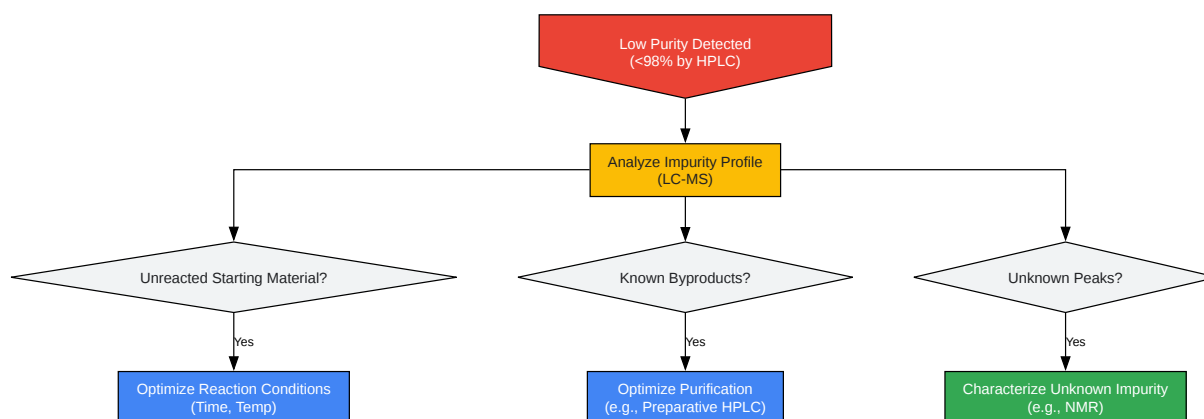 Low Purity Detected
(<98% by HPLC)
Analyze Impurity Profile
(LC-MS)
Unreacted Starting Material?
Known Byproducts?
Unknown Peaks?
Yes
Yes
Yes
Optimize Reaction Conditions
(Time, Temp)
Optimize Purification
(e.g., Preparative HPLC)
Characterize Unknown Impurity
(e.g., NMR)